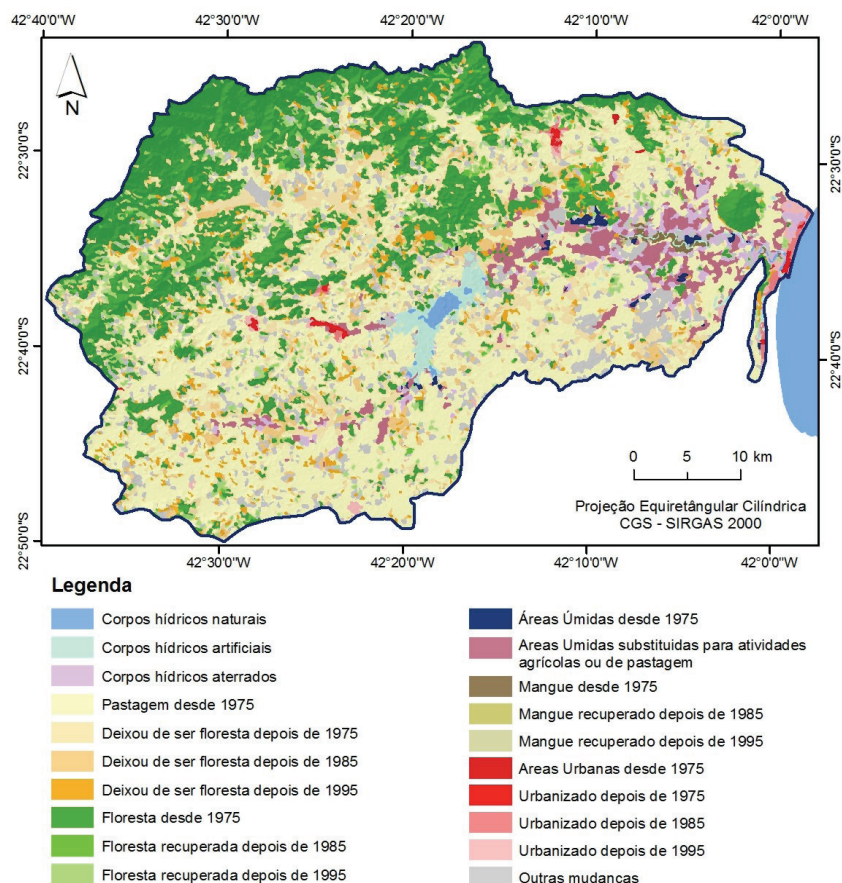 42°40'0"W
42°30'0"W
42°20'0"W
42°10'0"W
42°0'0"W
N
22°30'0"S
22°30'0"S
22°40'0"S
22°40'0"S
22°50'0"S
0 5 10 km
Projeção Equiretângular Cilíndrica
CGS - SIRGAS 2000
42°30'0"W
42°20'0"W
42°10'0"W
42°0'0"W
Legenda
Corpos hídricos naturais
Corpos hídricos artificiais
Corpos hídricos aterrados
Pastagem desde 1975
Deixou de ser floresta depois de 1975
Deixou de ser floresta depois de 1985
Deixou de ser floresta depois de 1995
Floresta desde 1975
Floresta recuperada depois de 1985
Floresta recuperada depois de 1995
Áreas Úmidas desde 1975
Areas Umidas substituidas para atividades
agrícolas ou de pastagem
Mangue desde 1975
Mangue recuperado depois de 1985
Mangue recuperado depois de 1995
Areas Urbanas desde 1975
Urbanizado depois de 1975
Urbanizado depois de 1985
Urbanizado depois de 1995
Outras mudanças